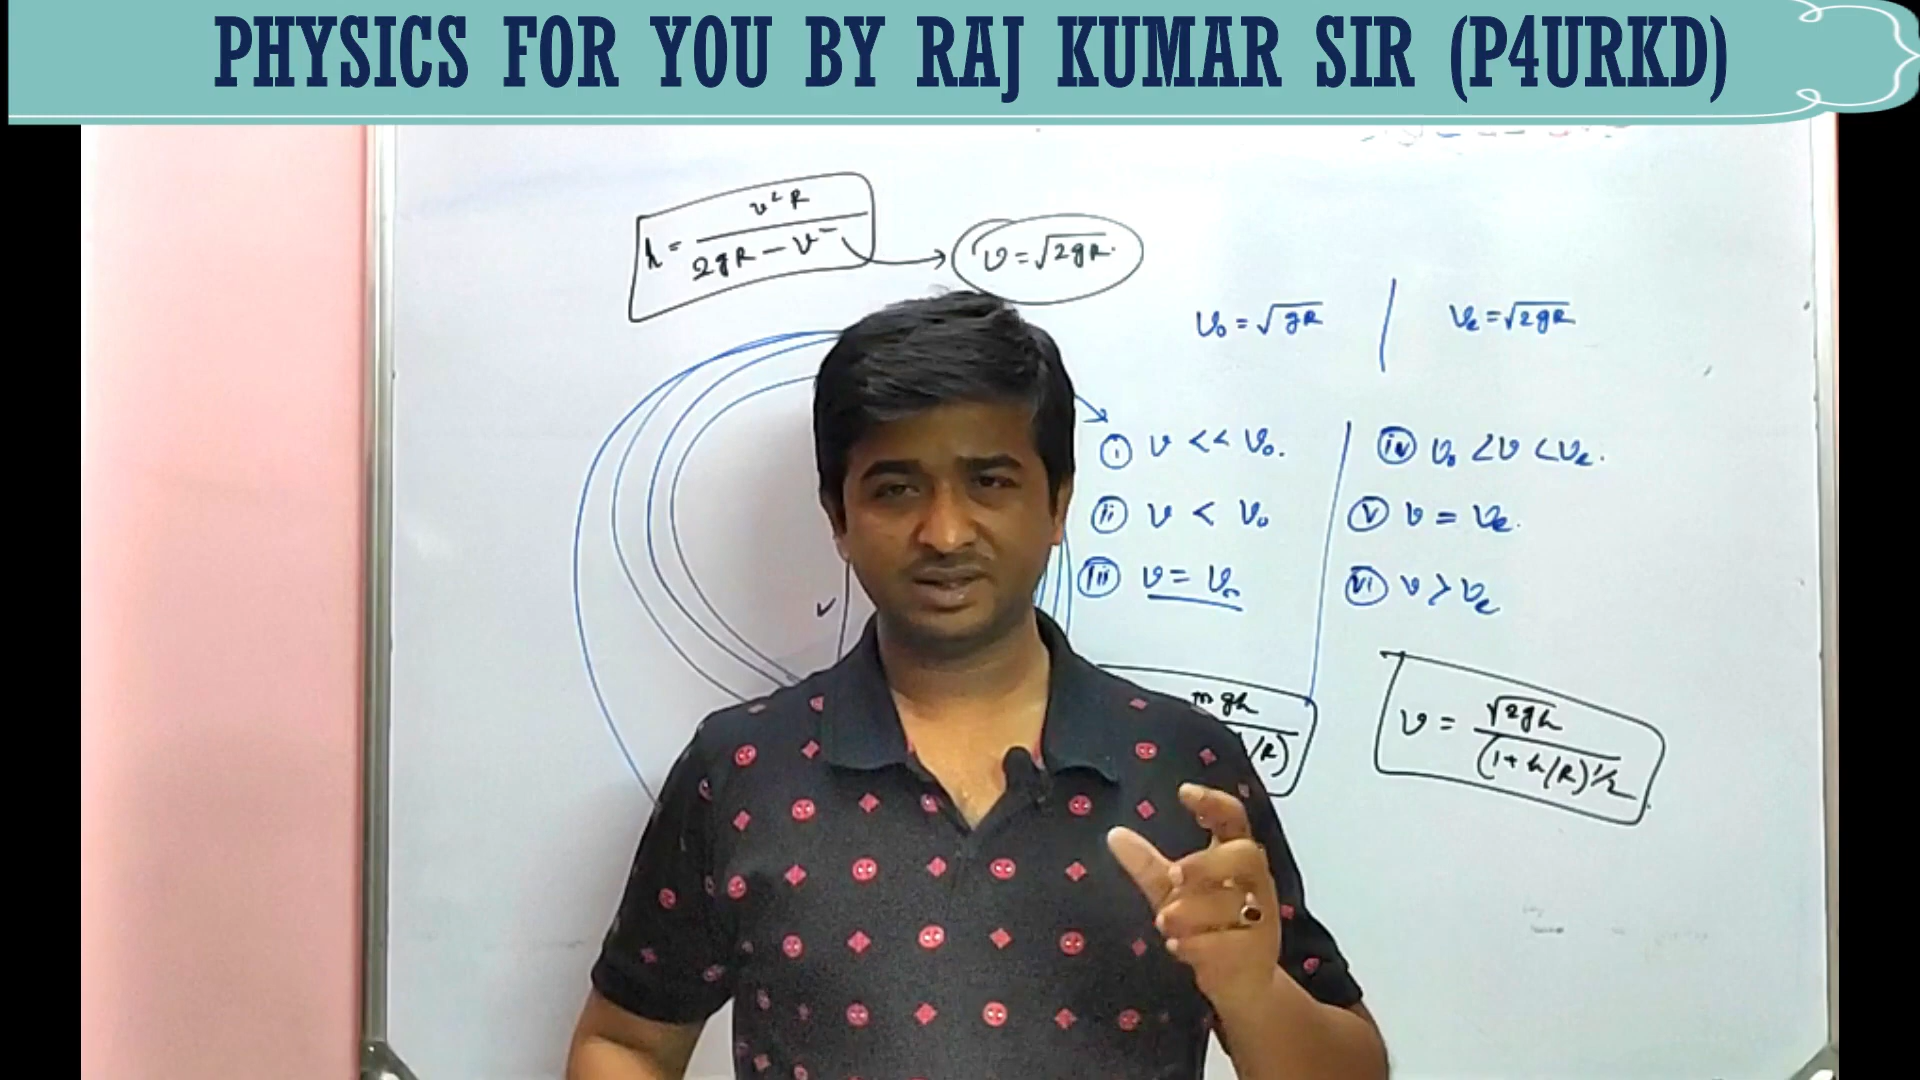 PHYSICS FOR YOU BY RAJ KUMAR SIR (P4URKD)
h = v²R / 2gR − v²
v = √2gR
v₀ = √gR
vₑ = √2gR
i v << v₀.
ii v < v₀
iii v = v₀
iv v₀ < v < vₑ.
v v = vₑ.
vi v > vₑ
mgh
h/R)
v = √2gh / (1 + h/R)^1/2